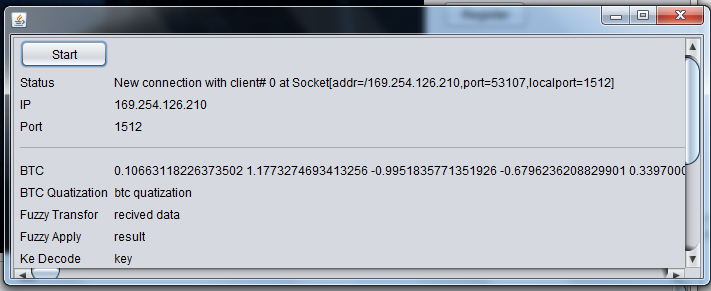 Register
Start
Status New connection with client# 0 at Socket[addr=/169.254.126.210,port=53107,localport=1512]
IP 169.254.126.210
Port 1512
BTC 0.10663118226373502 1.1773274693413256 -0.9951835771351926 -0.6796236208829901 0.3397000
BTC Quatization btc quatization
Fuzzy Transfor recived data
Fuzzy Apply result
Ke Decode key